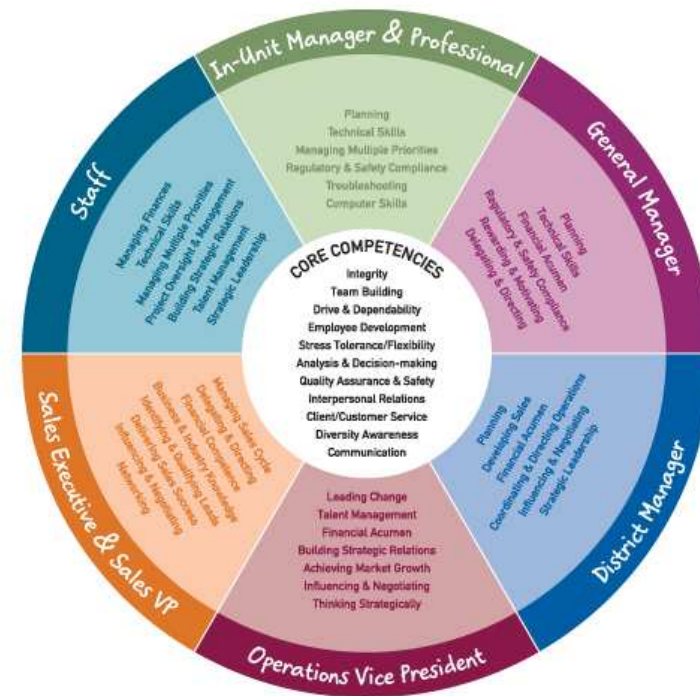 In-Unit Manager & Professional
Planning
Technical Skills
Managing Multiple Priorities
Regulatory & Safety Compliance
Troubleshooting
Computer Skills
General Manager
Planning
Technical Skills
Financial Acumen
Regulatory & Safety Compliance
Rewarding & Motivating
Delegating & Directing
District Manager
Planning
Developing Sales
Financial Acumen
Coordinating & Directing Operations
Influencing & Negotiating
Strategic Leadership
Operations Vice President
Leading Change
Talent Management
Financial Acumen
Building Strategic Relations
Achieving Market Growth
Influencing & Negotiating
Thinking Strategically
Sales Executive & Sales VP
Managing Sales Cycle
Delegating & Directing
Financial Competence
Business & Industry Knowledge
Identifying & Qualifying Leads
Delivering Sales Success
Influencing & Negotiating
Networking
Staff
Managing Finances
Technical Skills
Managing Multiple Priorities
Project Oversight & Management
Building Strategic Relations
Talent Management
Strategic Leadership
CORE COMPETENCIES
Integrity
Team Building
Drive & Dependability
Employee Development
Stress Tolerance/Flexibility
Analysis & Decision-making
Quality Assurance & Safety
Interpersonal Relations
Client/Customer Service
Diversity Awareness
Communication